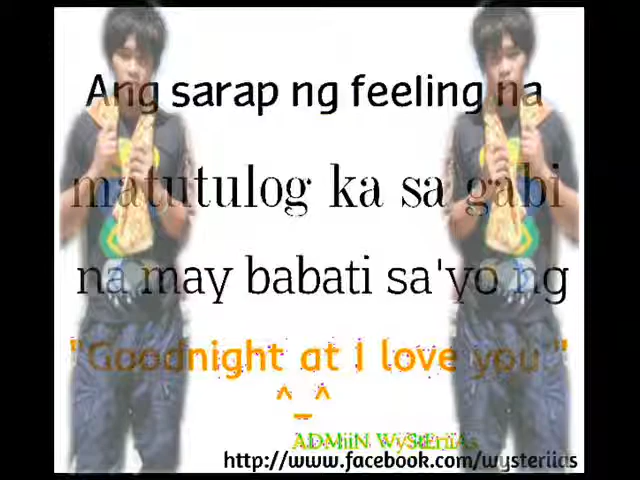 Ang sarap ng feeling na
matutulog ka sa gabi
na may babati sa'yo ng
"Goodnight at I love you "
^_^
ADMiiN WyStEriiAs
http://www.facebook.com/wysteriias